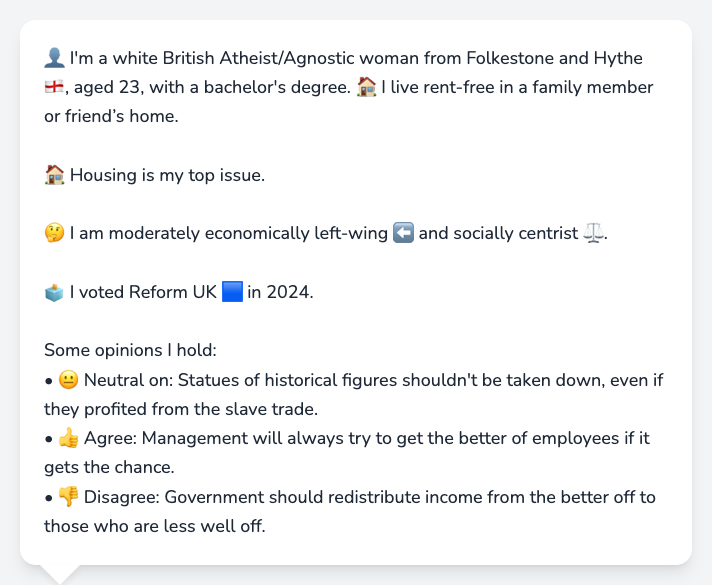 👤 I'm a white British Atheist/Agnostic woman from Folkestone and Hythe
🏴󠁧󠁢󠁥󠁮󠁧󠁿, aged 23, with a bachelor's degree. 🏠 I live rent-free in a family member
or friend’s home.
🏠 Housing is my top issue.
🤔 I am moderately economically left-wing ⬅️ and socially centrist ⚖️.
🗳️ I voted Reform UK 🟦 in 2024.
Some opinions I hold:
• 😐 Neutral on: Statues of historical figures shouldn't be taken down, even if
they profited from the slave trade.
• 👍 Agree: Management will always try to get the better of employees if it
gets the chance.
• 👎 Disagree: Government should redistribute income from the better off to
those who are less well off.